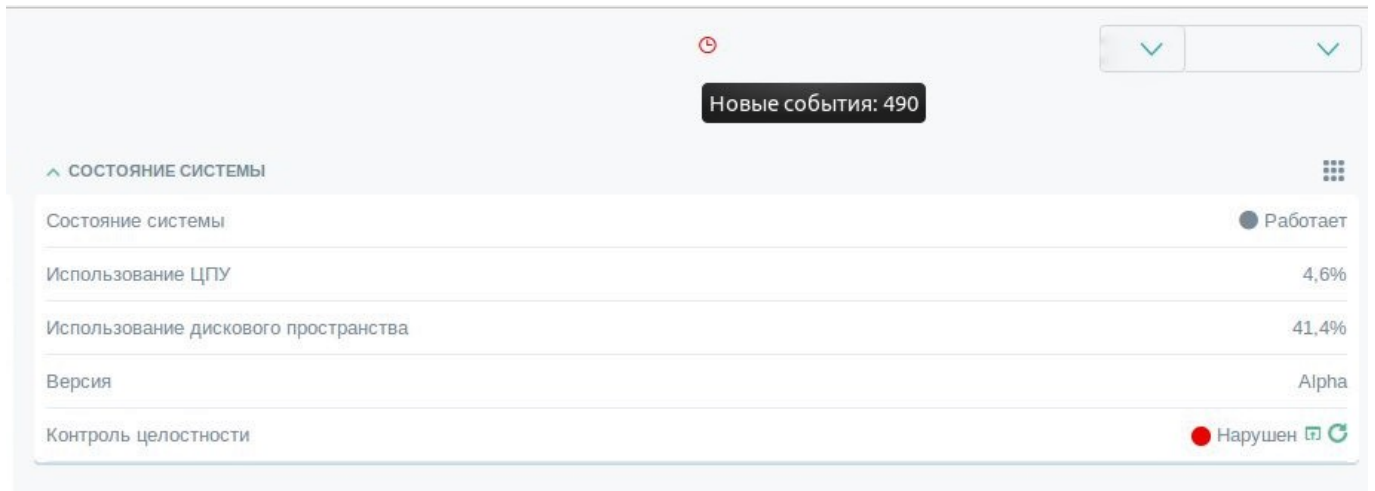 Новые события: 490
СОСТОЯНИЕ СИСТЕМЫ
Состояние системы Работает
Использование ЦПУ 4,6%
Использование дискового пространства 41,4%
Версия Alpha
Контроль целостности Нарушен